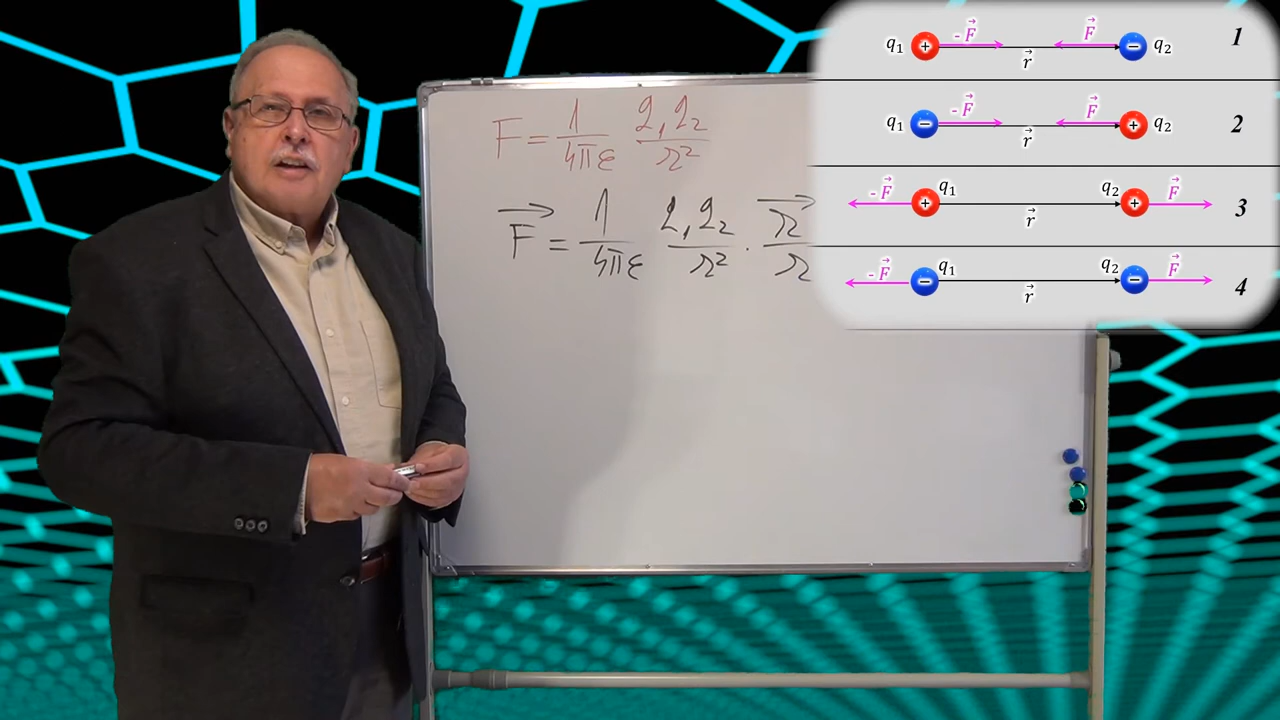 F = 1/4πε q₁q₂/r²
F⃗ = 1/4πε q₁q₂/r² · r⃗/r
q₁ + -F⃗ r⃗ F⃗ − q₂ 1
q₁ − -F⃗ r⃗ F⃗ + q₂ 2
-F⃗ + q₁ r⃗ q₂ + F⃗ 3
-F⃗ − q₁ r⃗ q₂ − F⃗ 4